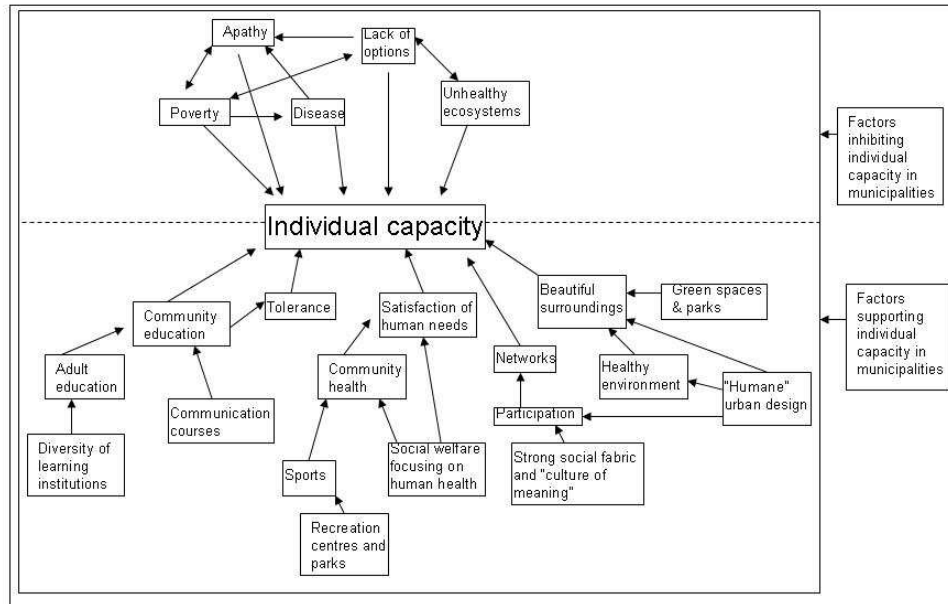 Apathy
Lack of
options
Poverty
Disease
Unhealthy
ecosystems
Factors
inhibiting
individual
capacity in
municipalities
Individual capacity
Community
education
Tolerance
Satisfaction of
human needs
Beautiful
surroundings
Green spaces
& parks
Factors
supporting
individual
capacity in
municipalities
Adult
education
Communication
courses
Community
health
Networks
Healthy
environment
"Humane"
urban design
Participation
Diversity of
learning
institutions
Sports
Social welfare
focusing on
human health
Strong social fabric
and "culture of
meaning"
Recreation
centres and
parks